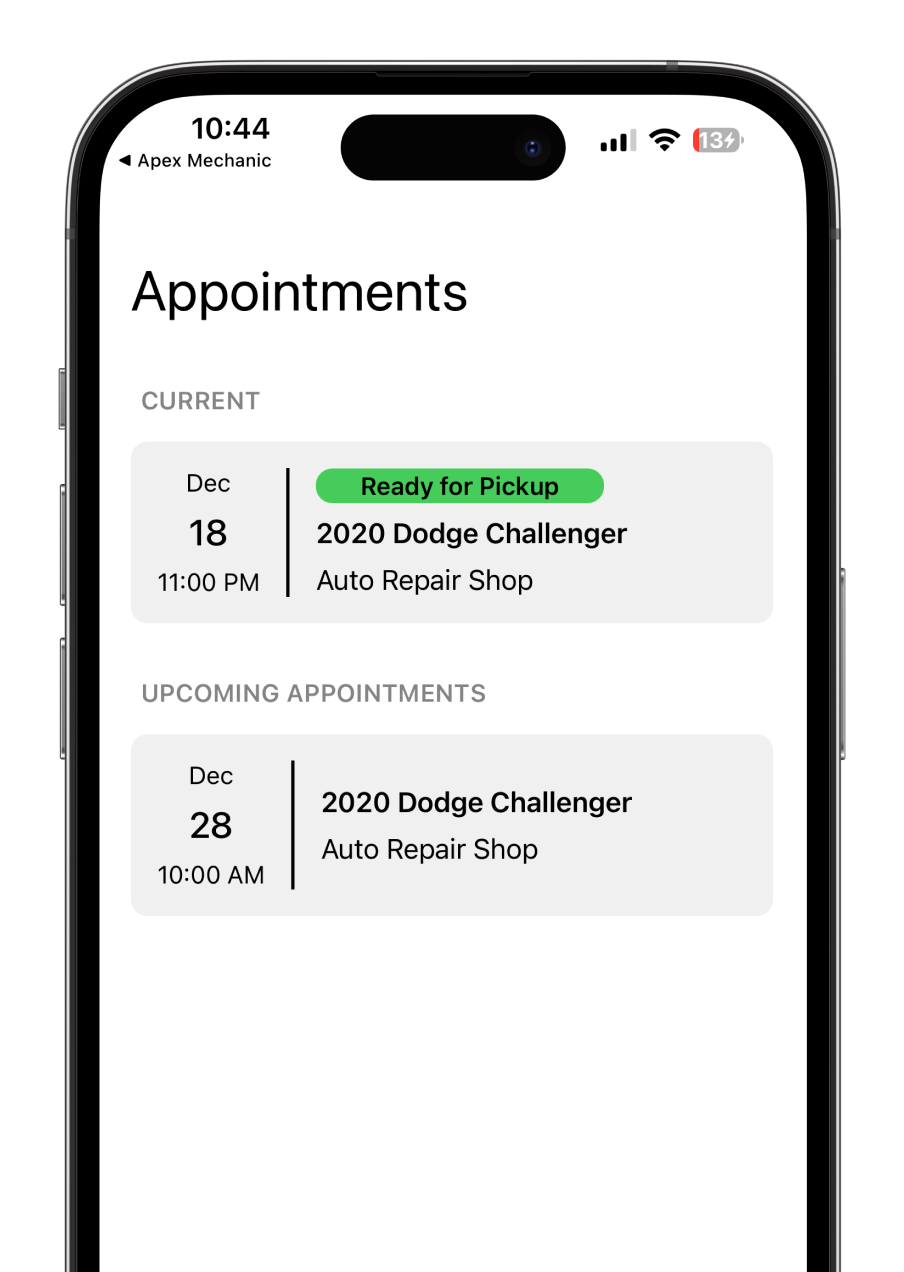 10:44
◀ Apex Mechanic
13
Appointments
CURRENT
Dec
18
11:00 PM
Ready for Pickup
2020 Dodge Challenger
Auto Repair Shop
UPCOMING APPOINTMENTS
Dec
28
10:00 AM
2020 Dodge Challenger
Auto Repair Shop